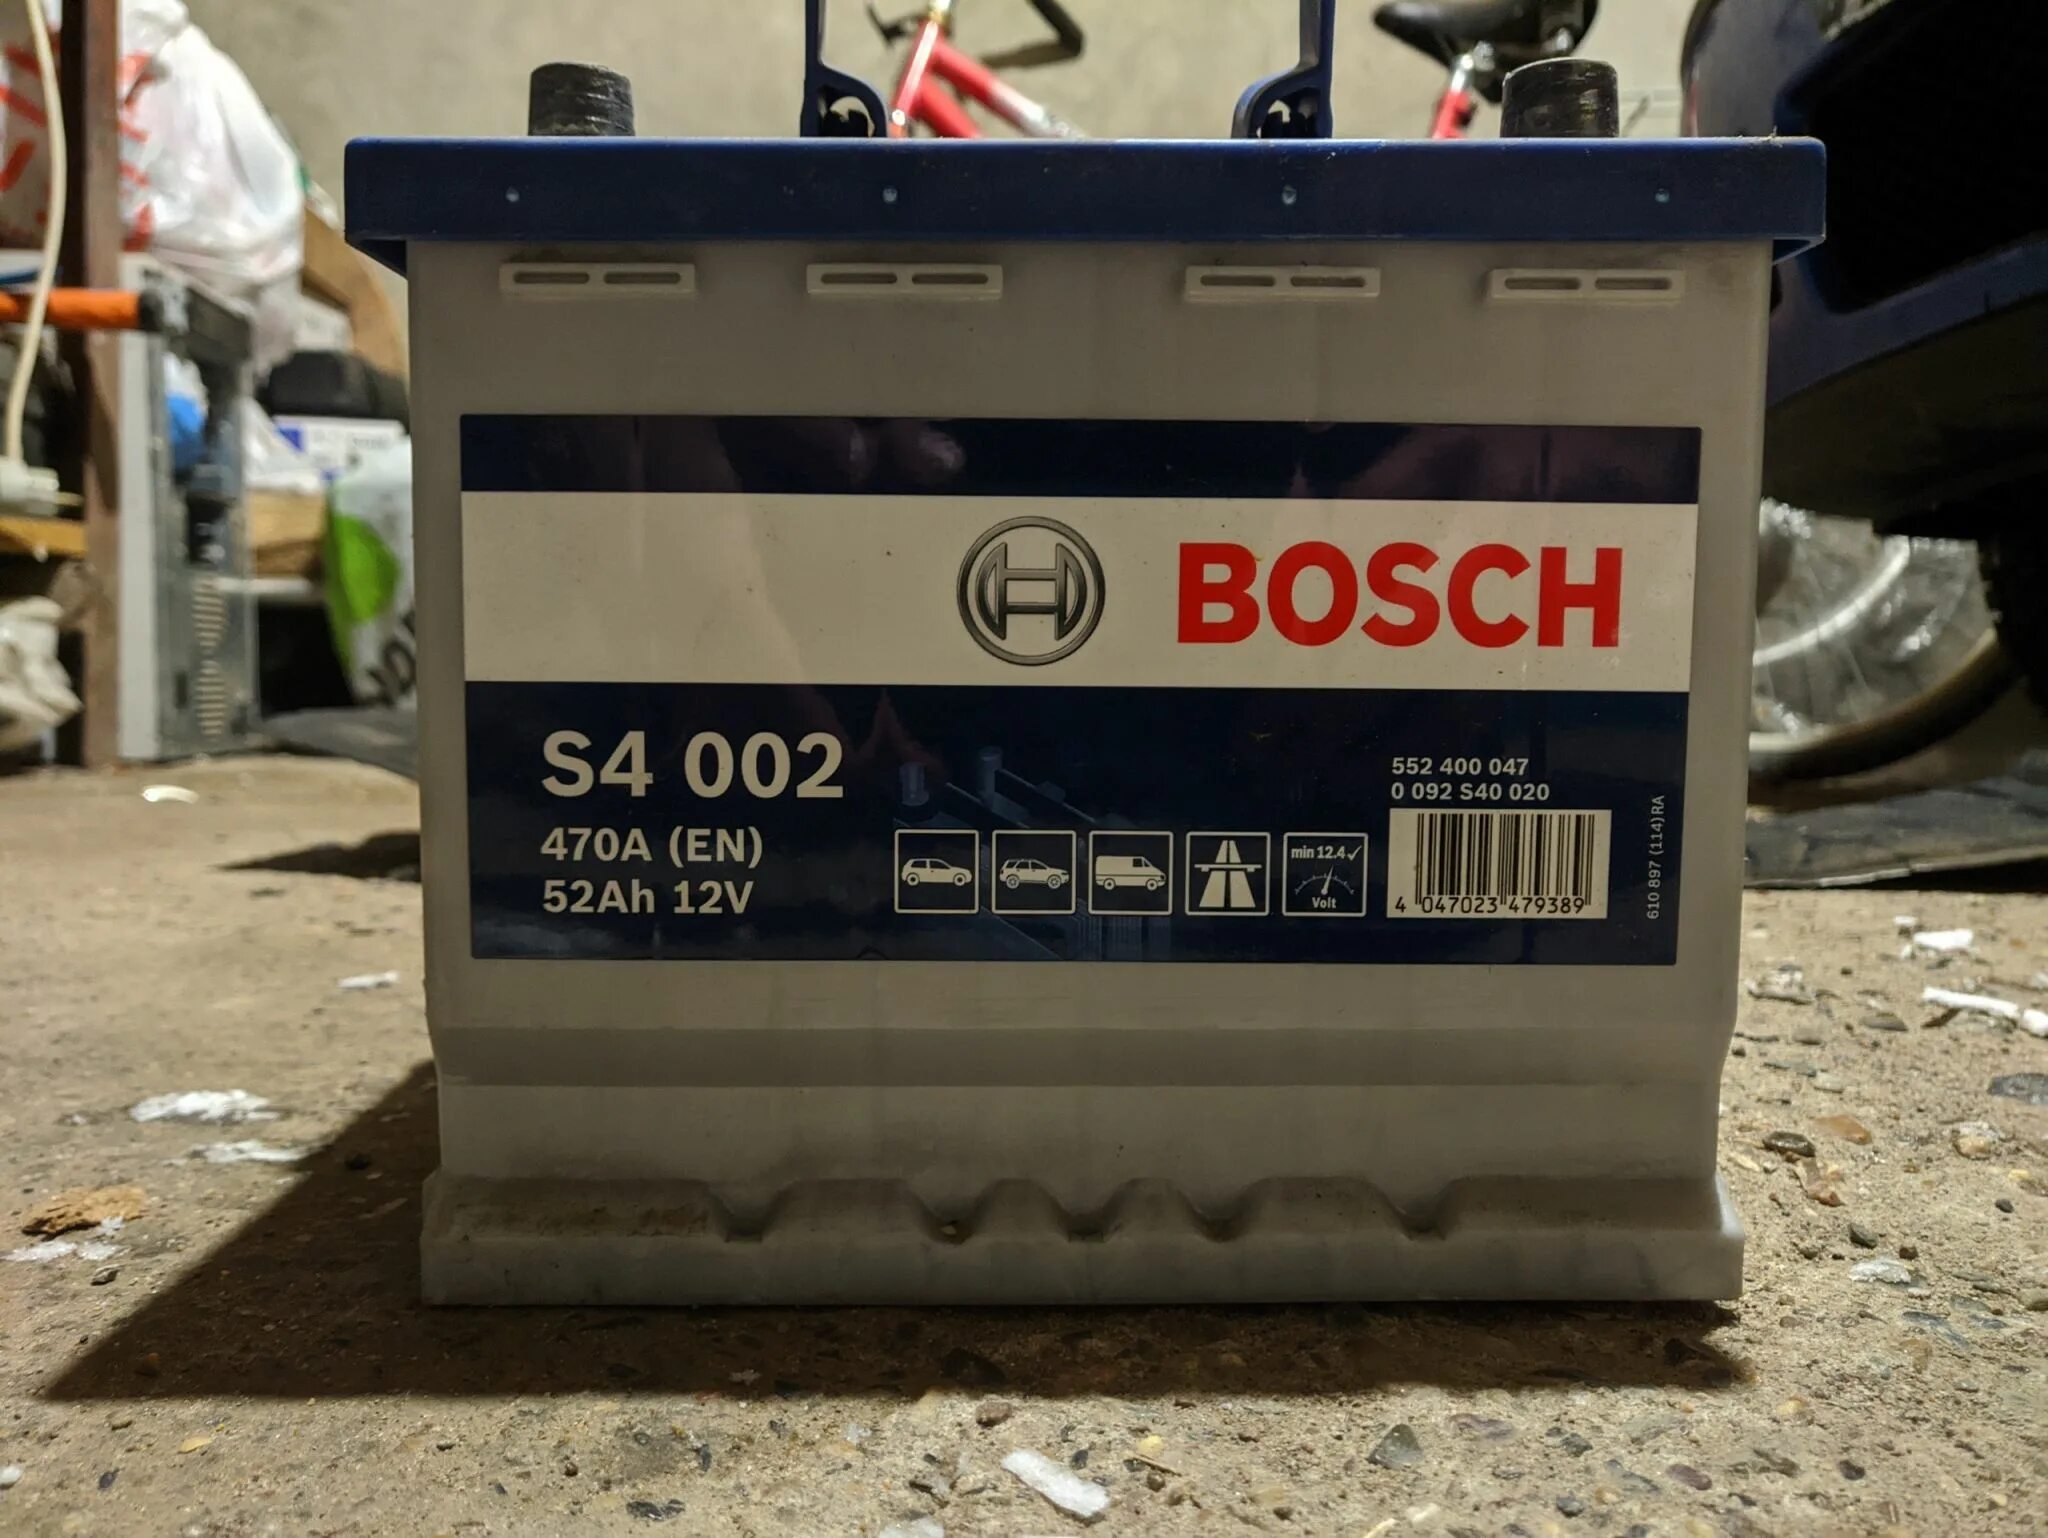 BOSCH
S4 002
470A (EN)
52Ah 12V
min 12.4✓
Volt
552 400 047
0 092 S40 020
4 047023 479389
610 897 (114)RA